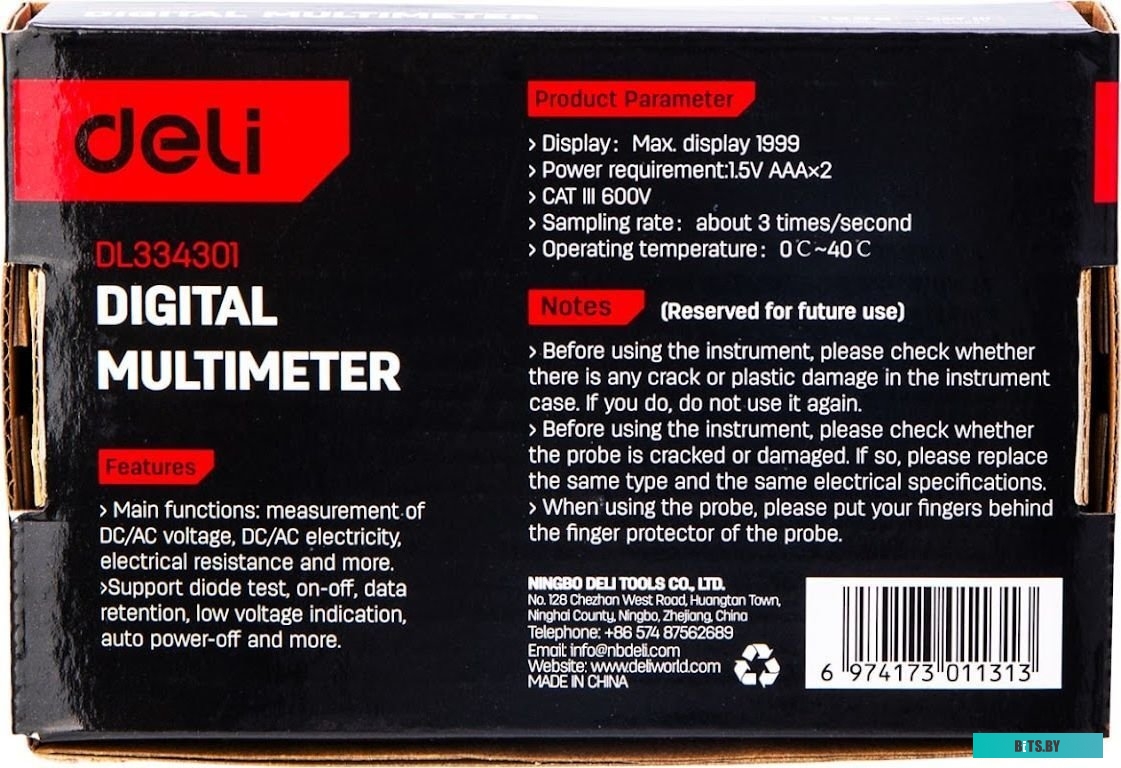 DIGITAL MULTIMETER
deli
DL334301
DIGITAL
MULTIMETER
Features
› Main functions: measurement of
DC/AC voltage, DC/AC electricity,
electrical resistance and more.
›Support diode test, on-off, data
retention, low voltage indication,
auto power-off and more.
Product Parameter
› Display: Max. display 1999
› Power requirement:1.5V AAA×2
› CAT III 600V
› Sampling rate: about 3 times/second
› Operating temperature: 0℃~40℃
Notes (Reserved for future use)
› Before using the instrument, please check whether
there is any crack or plastic damage in the instrument
case. If you do, do not use it again.
› Before using the instrument, please check whether
the probe is cracked or damaged. If so, please replace
the same type and the same electrical specifications.
› When using the probe, please put your fingers behind
the finger protector of the probe.
NINGBO DELI TOOLS CO., LTD.
No. 128 Chezhan West Road, Huangtan Town,
Ninghai County, Ningbo, Zhejiang, China
Telephone: +86 574 87562689
Email: info@nbdeli.com
Website: www.deliworld.com
MADE IN CHINA
6 974173 011313
BiTS.BY